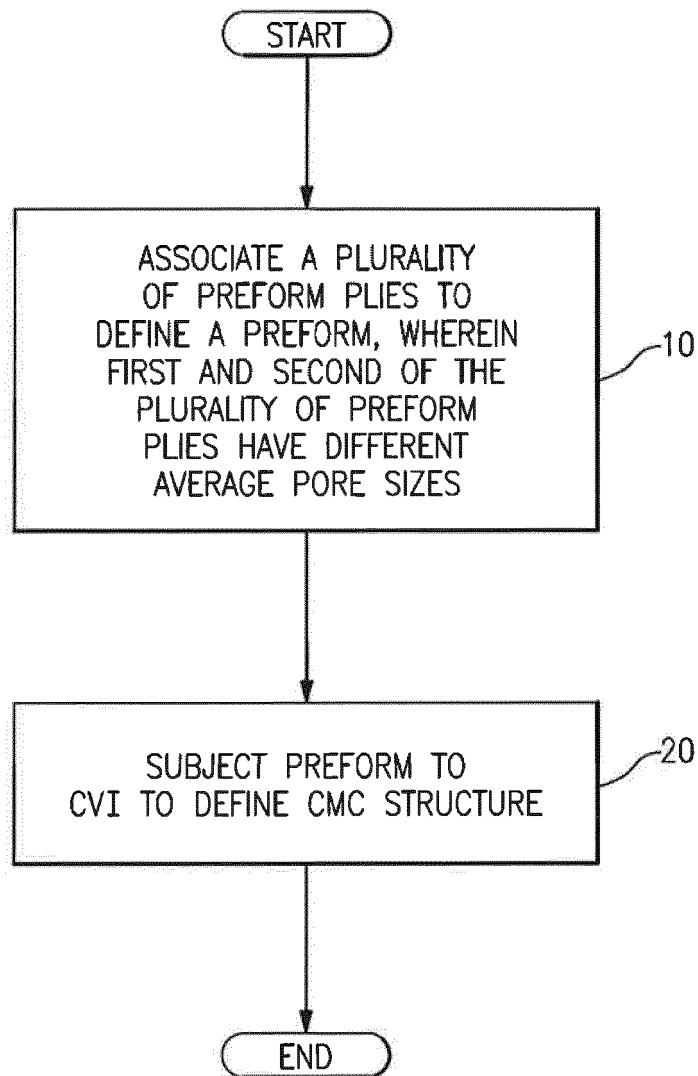 START
ASSOCIATE A PLURALITY
OF PREFORM PLIES TO
DEFINE A PREFORM, WHEREIN
FIRST AND SECOND OF THE
PLURALITY OF PREFORM
PLIES HAVE DIFFERENT
AVERAGE PORE SIZES
10
SUBJECT PREFORM TO
CVI TO DEFINE CMC STRUCTURE
20
END